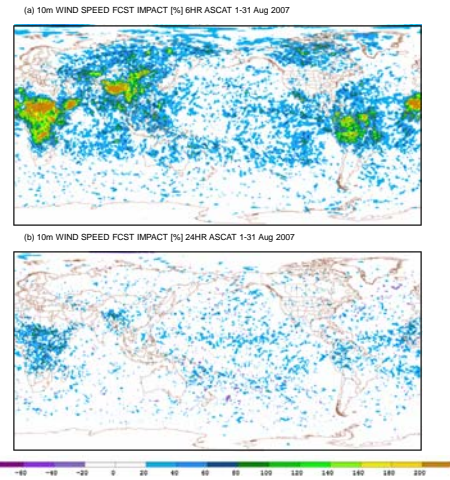 (a) 10m WIND SPEED FCST IMPACT [%] 6HR ASCAT 1-31 Aug 2007
(b) 10m WIND SPEED FCST IMPACT [%] 24HR ASCAT 1-31 Aug 2007
-60 -40 -20 0 20 40 60 80 100 120 140 160 180 200